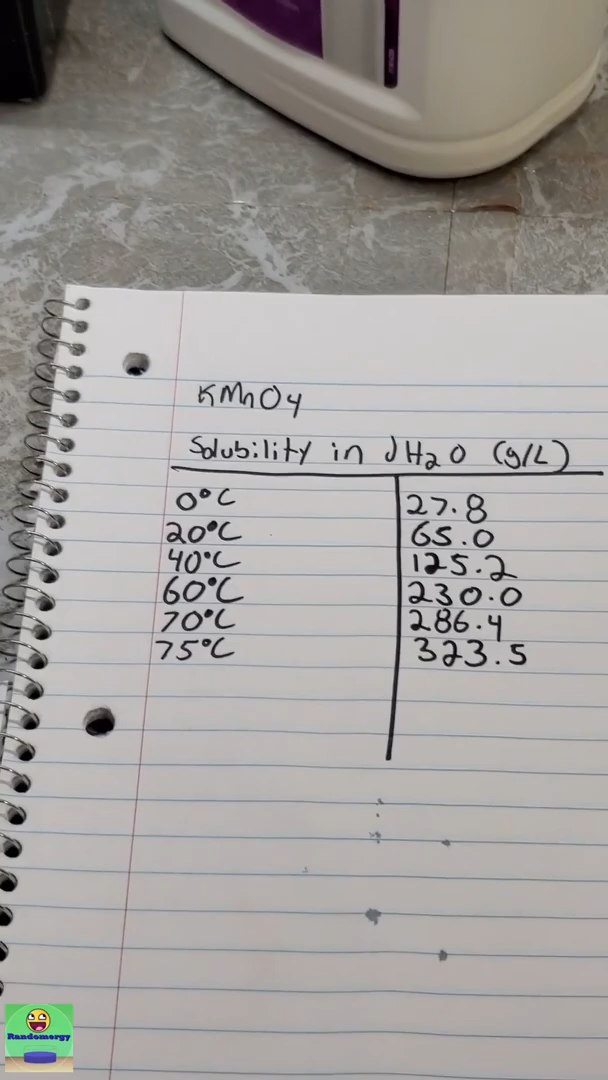 KMnO4
Solubility in dH2O (g/L)
0°C 27.8
20°C 65.0
40°C 125.2
60°C 230.0
70°C 286.4
75°C 323.5
Randomergy